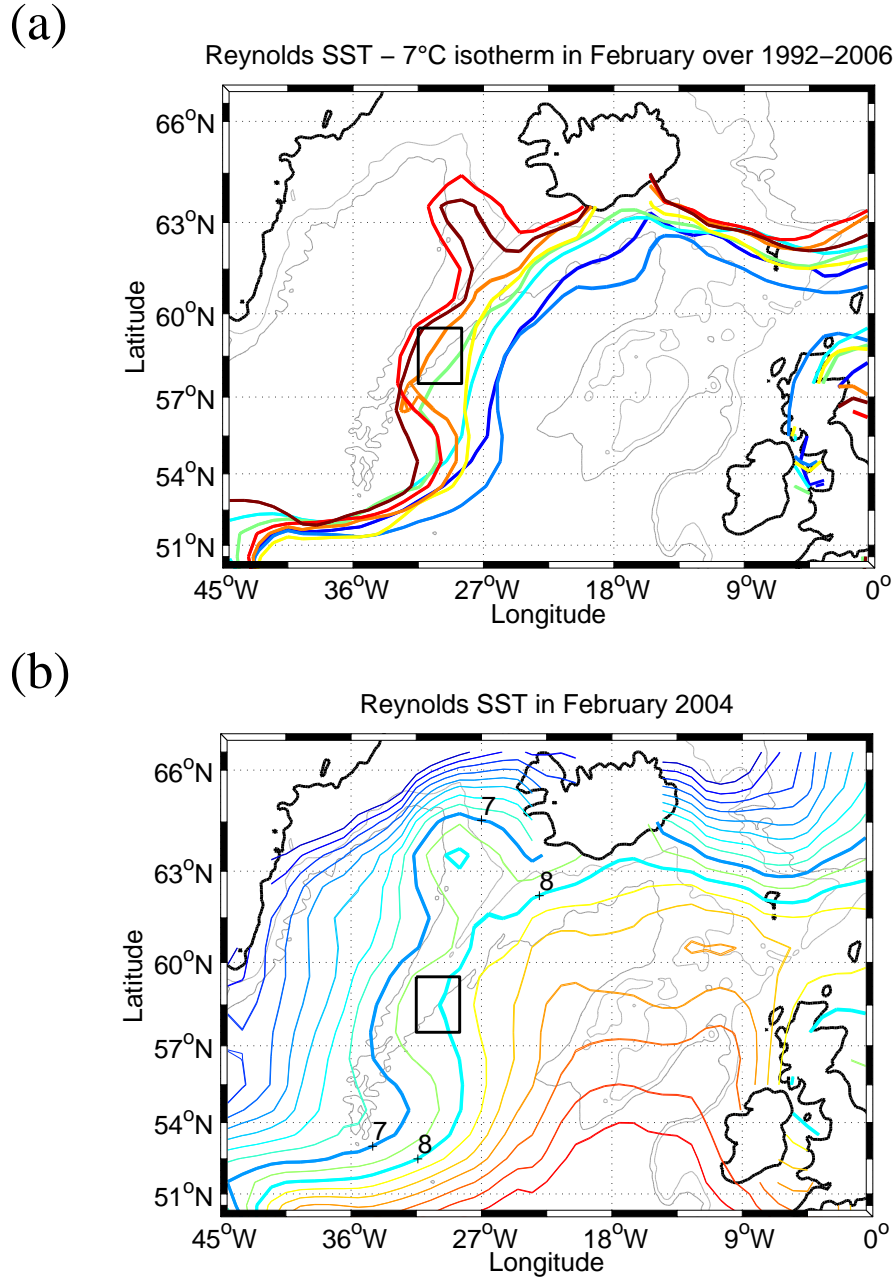 (a)
Reynolds SST − 7°C isotherm in February over 1992−2006
66°N
63°N
60°N
57°N
54°N
51°N
Latitude
45°W 36°W 27°W 18°W 9°W 0°
Longitude
(b)
Reynolds SST in February 2004
66°N
63°N
60°N
57°N
54°N
51°N
Latitude
7
8
7
8
45°W 36°W 27°W 18°W 9°W 0°
Longitude